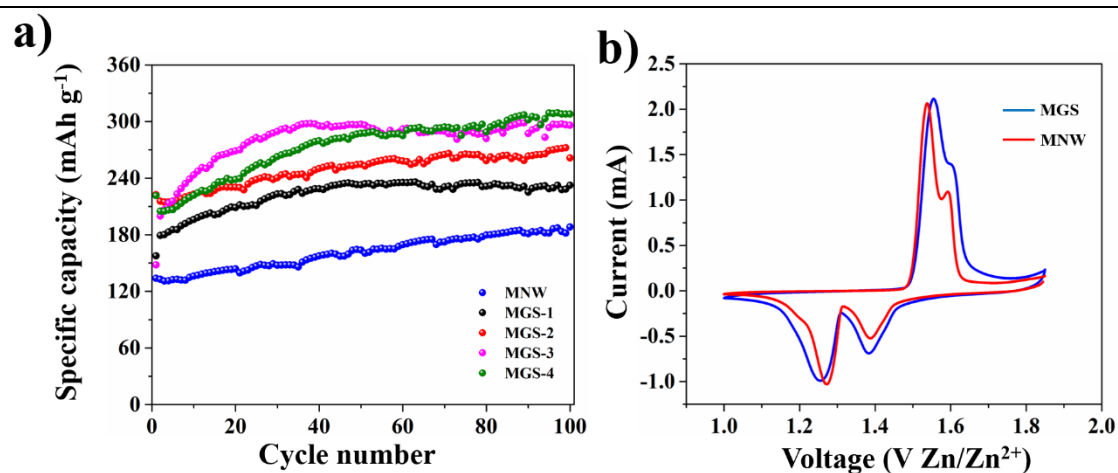 a)
Specific capacity (mAh g⁻¹)
360
300
240
180
120
60
0
0
20
40
60
80
100
Cycle number
MNW
MGS-1
MGS-2
MGS-3
MGS-4
b)
Current (mA)
2.5
2.0
1.5
1.0
0.5
0.0
-0.5
-1.0
1.0
1.2
1.4
1.6
1.8
2.0
Voltage (V Zn/Zn²⁺)
MGS
MNW